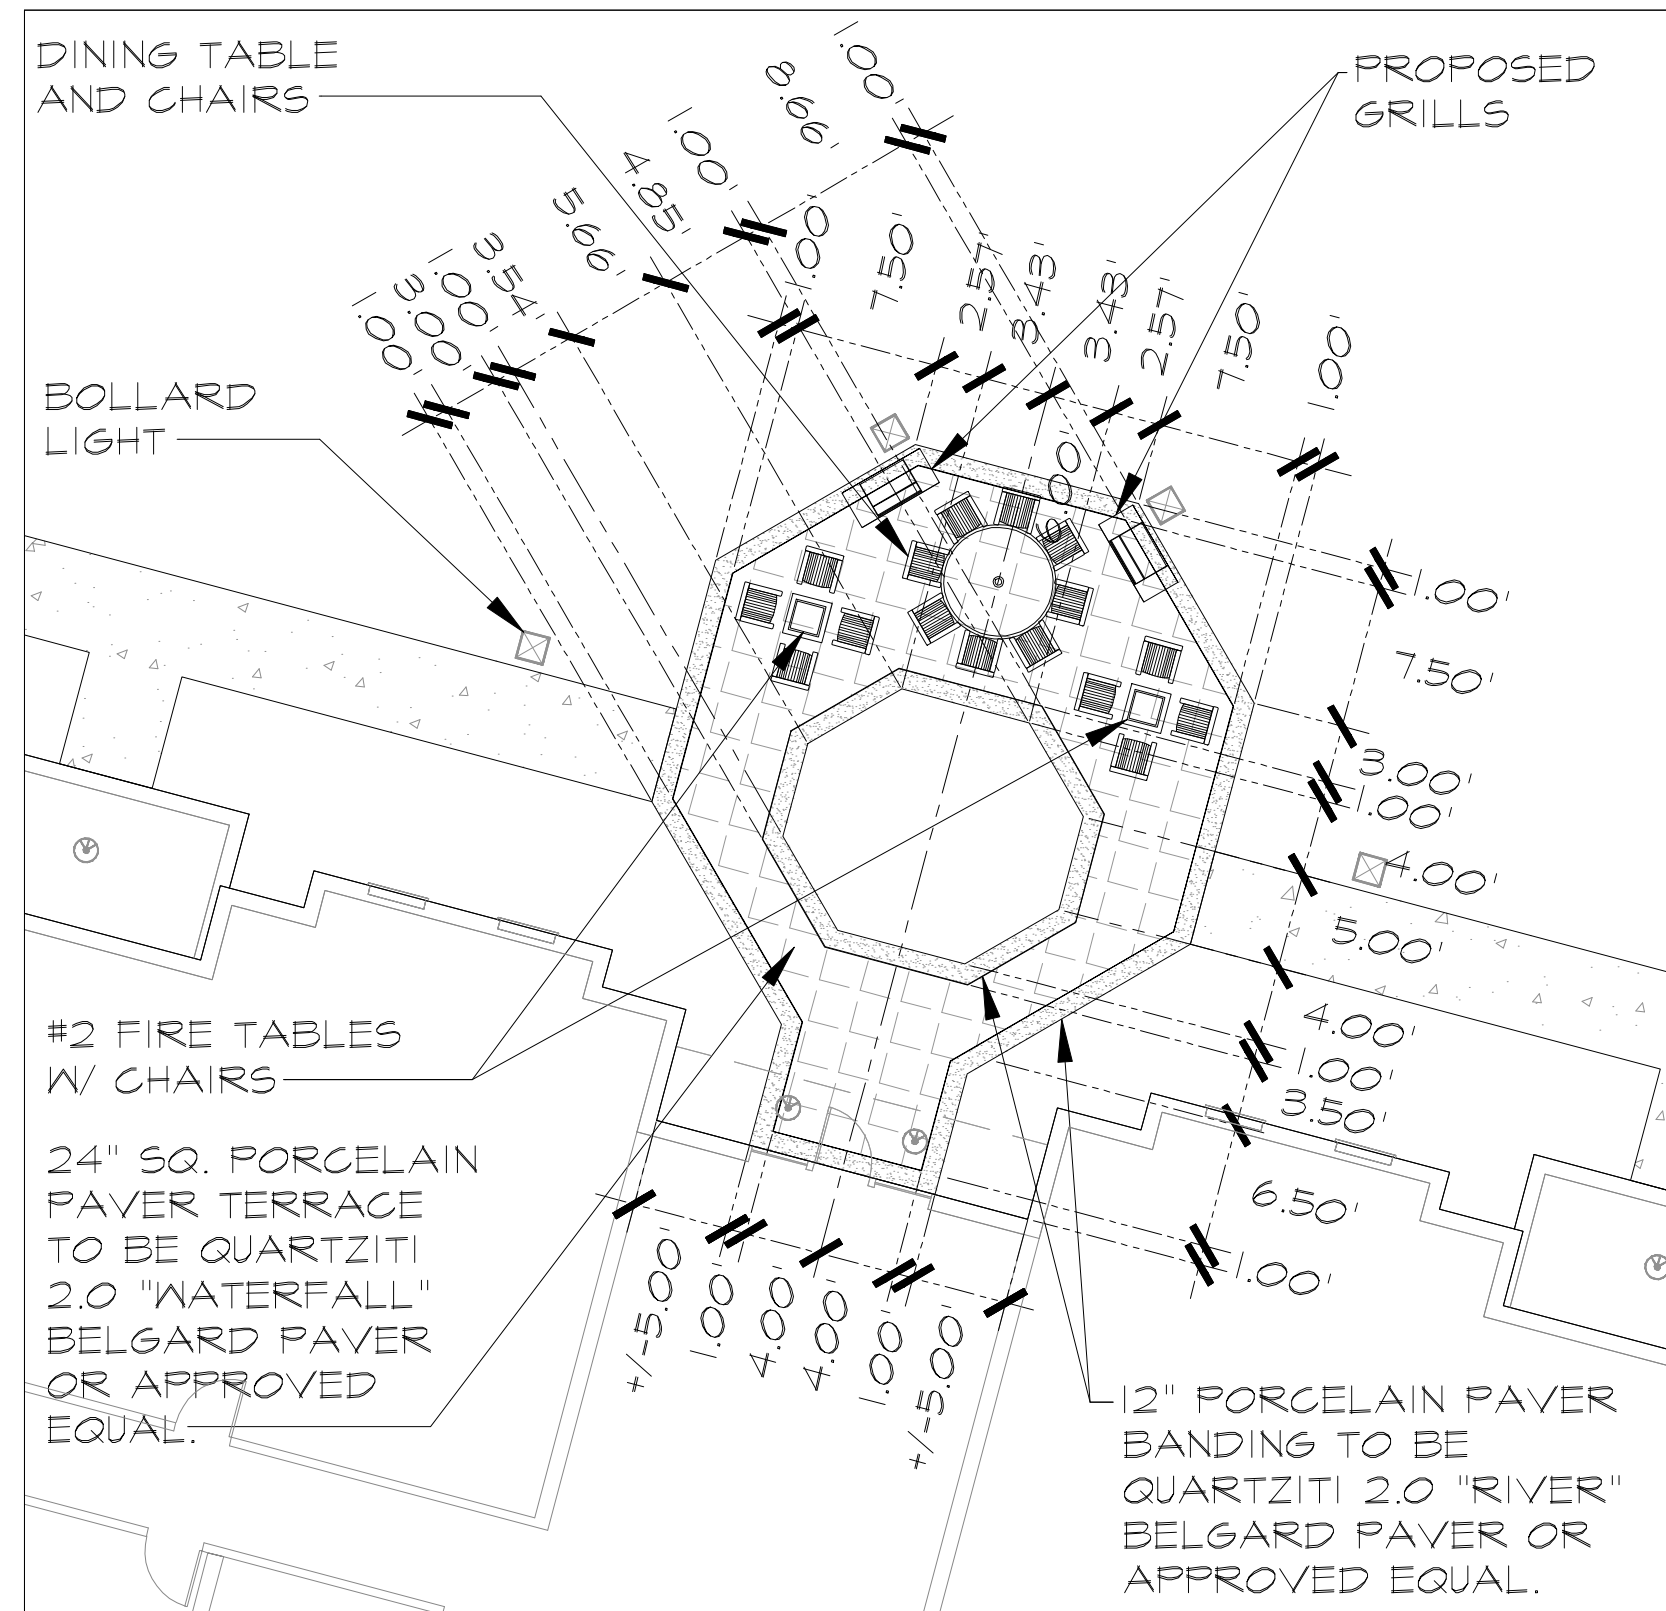 DINING TABLE
AND CHAIRS
PROPOSED
GRILLS
BOLLARD
LIGHT
1.00'
3.00'
1.00'
3.54'
5.66'
4.85'
1.00'
8.66'
1.00'
1.00'
7.50'
2.57'
3.43'
3.43'
2.57'
7.50'
1.00'
6.00'
1.00'
7.50'
3.00'
1.00'
4.00'
5.00'
4.00'
1.00'
3.50'
6.50'
1.00'
+/-5.00'
1.00'
4.00'
4.00'
1.00'
+/-5.00'
#2 FIRE TABLES
W/ CHAIRS
24" SQ. PORCELAIN
PAVER TERRACE
TO BE QUARTZITI
2.0 "WATERFALL"
BELGARD PAVER
OR APPROVED
EQUAL.
12" PORCELAIN PAVER
BANDING TO BE
QUARTZITI 2.0 "RIVER"
BELGARD PAVER OR
APPROVED EQUAL.